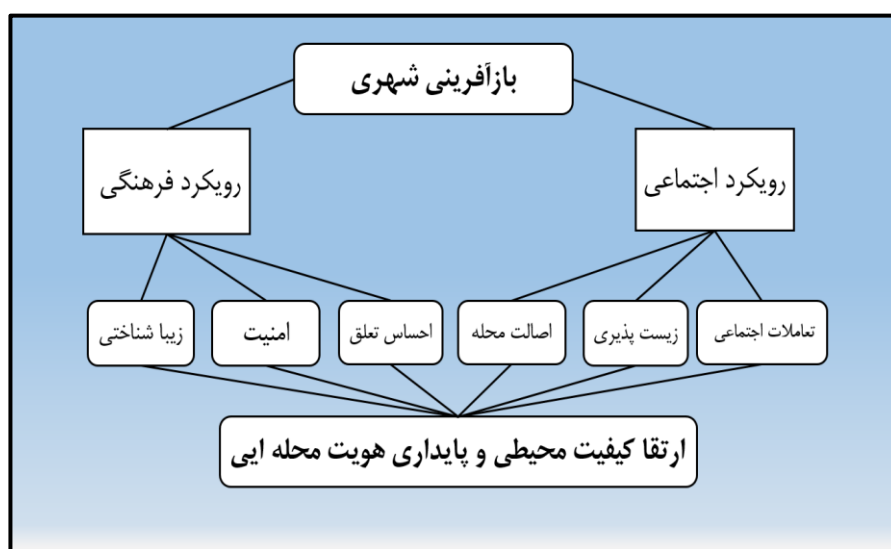 بازآفرینی شهری
رویکرد اجتماعی
رویکرد فرهنگی
تعاملات اجتماعی
زیست پذیری
اصالت محله
احساس تعلق
امنیت
زیبا شناختی
ارتقا کیفیت محیطی و پایداری هویت محله ایی